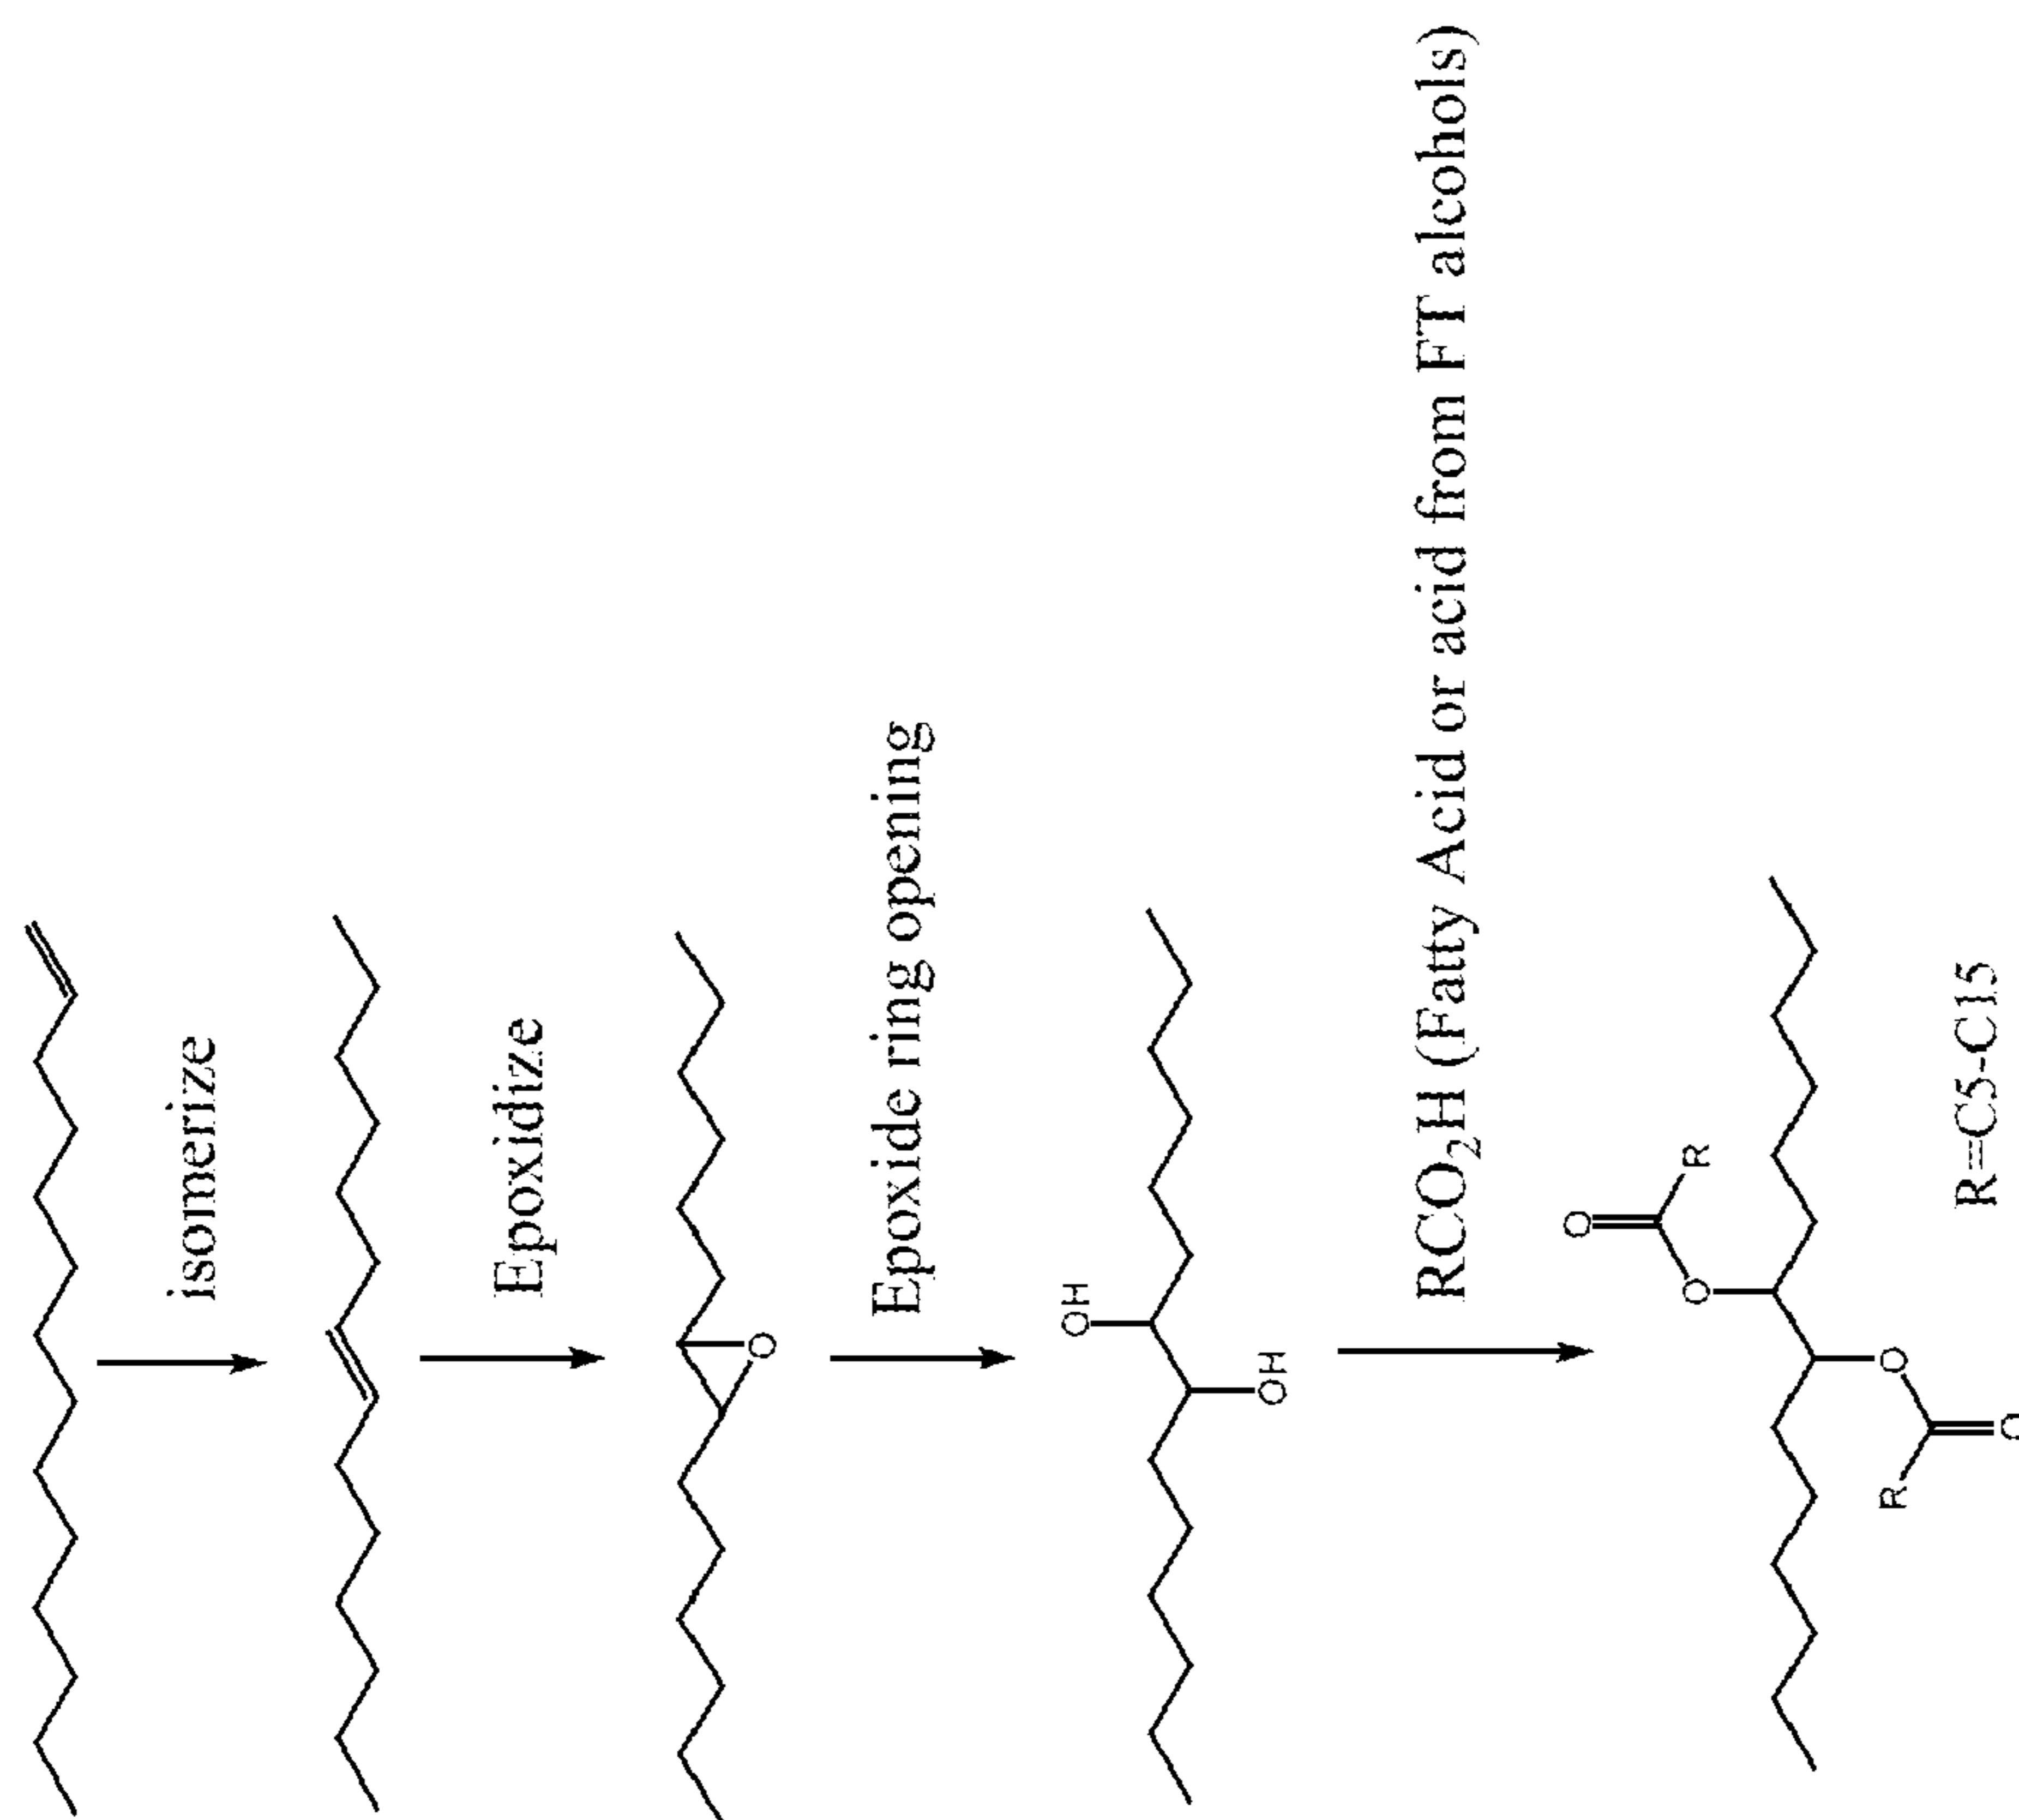 isomerize
Epoxidize
O
Epoxide ring opening
OH
OH
RCO₂H (Fatty Acid or acid from FT alcohols)
O
R
O
O
R
O
R=C5-C15